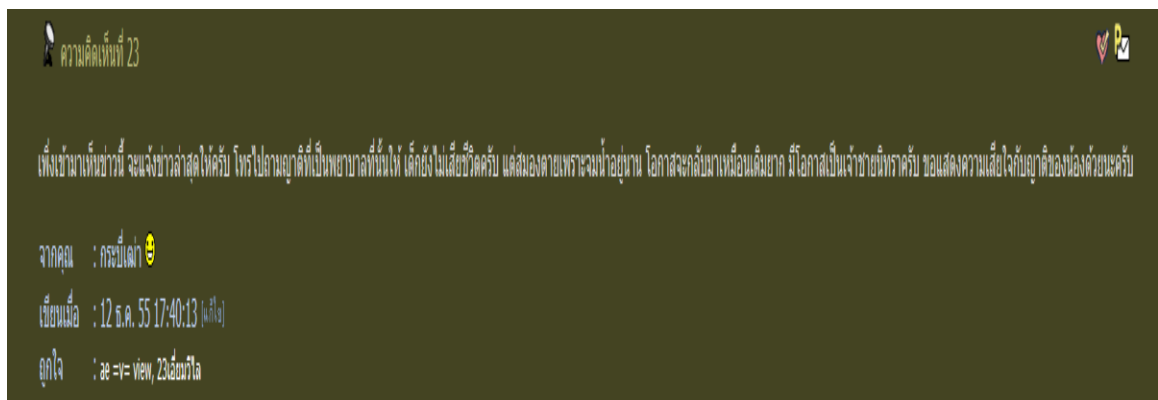 ความคิดเห็นที่ 23
เพิ่งเข้ามาเห็นข่าวนี้ จะแจ้งข่าวล่าสุดให้ครับ โทรไปถามญาติที่เป็นพยาบาลที่นั้นให้ เด็กยังไม่เสียชีวิตครับ แต่สมองตายเพราะจมน้ำอยู่นาน โอกาสจะกลับมาเหมือนเดิมยาก มีโอกาสเป็นเจ้าชายนิทราครับ ขอแสดงความเสียใจกับญาติของน้องด้วยนะครับ
จากคุณ : กระบี่เฒ่า
เขียนเมื่อ : 12 ธ.ค. 55 17:40:13 [แก้ไข]
ถูกใจ : ae =v= view, 23เอี่ยมวิไล